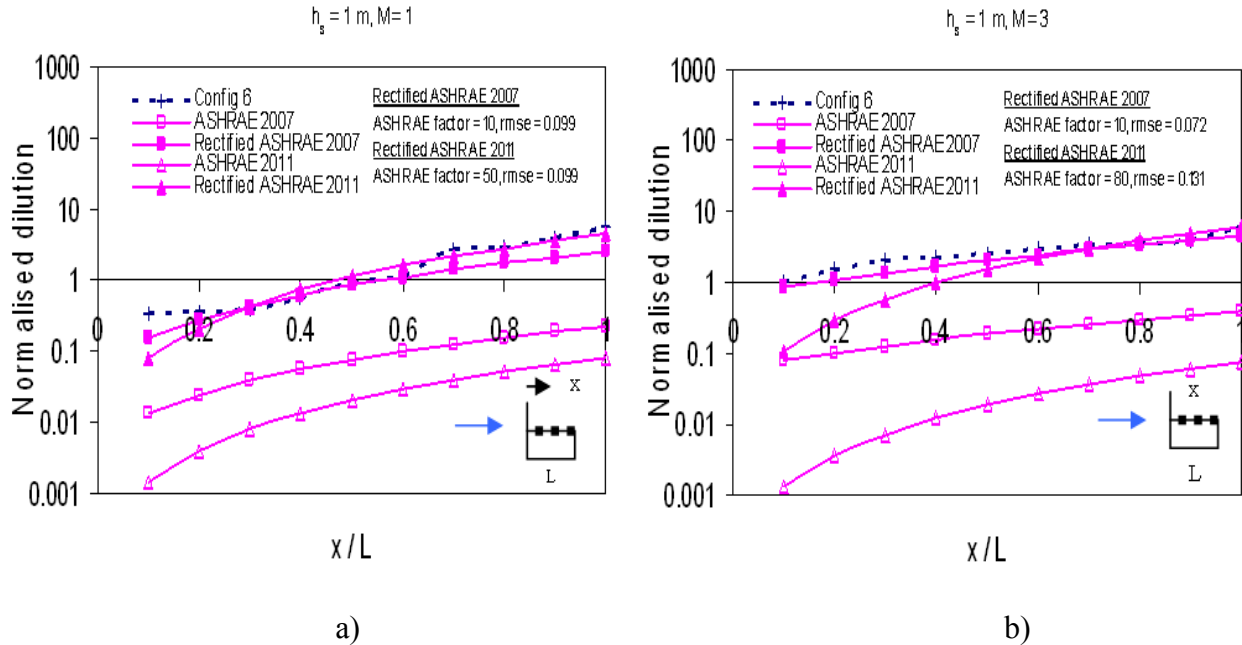 hs = 1 m, M= 1
1000
100
10
1
0.1
0.01
0.001
Normalised dilution
Config 6
ASHRAE 2007
Rectified ASHRAE 2007
ASHRAE 2011
Rectified ASHRAE 2011
Rectified ASHRAE 2007
ASHRAE factor = 10, rmse = 0.099
Rectified ASHRAE 2011
ASHRAE factor = 50, rmse = 0.099
0 0.2 0.4 0.6 0.8 1
x
L
x / L
a)
hs = 1 m, M= 3
1000
100
10
1
0.1
0.01
0.001
Normalised dilution
Config 6
ASHRAE 2007
Rectified ASHRAE 2007
ASHRAE 2011
Rectified ASHRAE 2011
Rectified ASHRAE 2007
ASHRAE factor = 10, rmse = 0.072
Rectified ASHRAE 2011
ASHRAE factor = 80, rmse = 0.131
0 0.2 0.4 0.6 0.8 1
x
L
x / L
b)